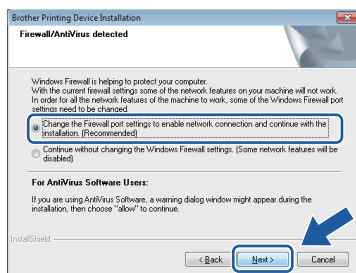 Brother Printing Device Installation
Firewall/AntiVirus detected
Windows Firewall is helping to protect your computer.
With the current firewall settings some of the network features on your machine will not work.
In order for all the network features of the machine to work, some of the Windows Firewall port
settings need to be changed.
Change the Firewall port settings to enable network connection and continue with the
installation. (Recommended)
Continue without changing the Windows Firewall settings. (Some network features will be
disabled)
For AntiVirus Software Users:
If you are using AntiVirus Software, a warning dialog window might appear during the
installation, then choose "allow" to continue.
InstallShield
< Back
Next >
Cancel